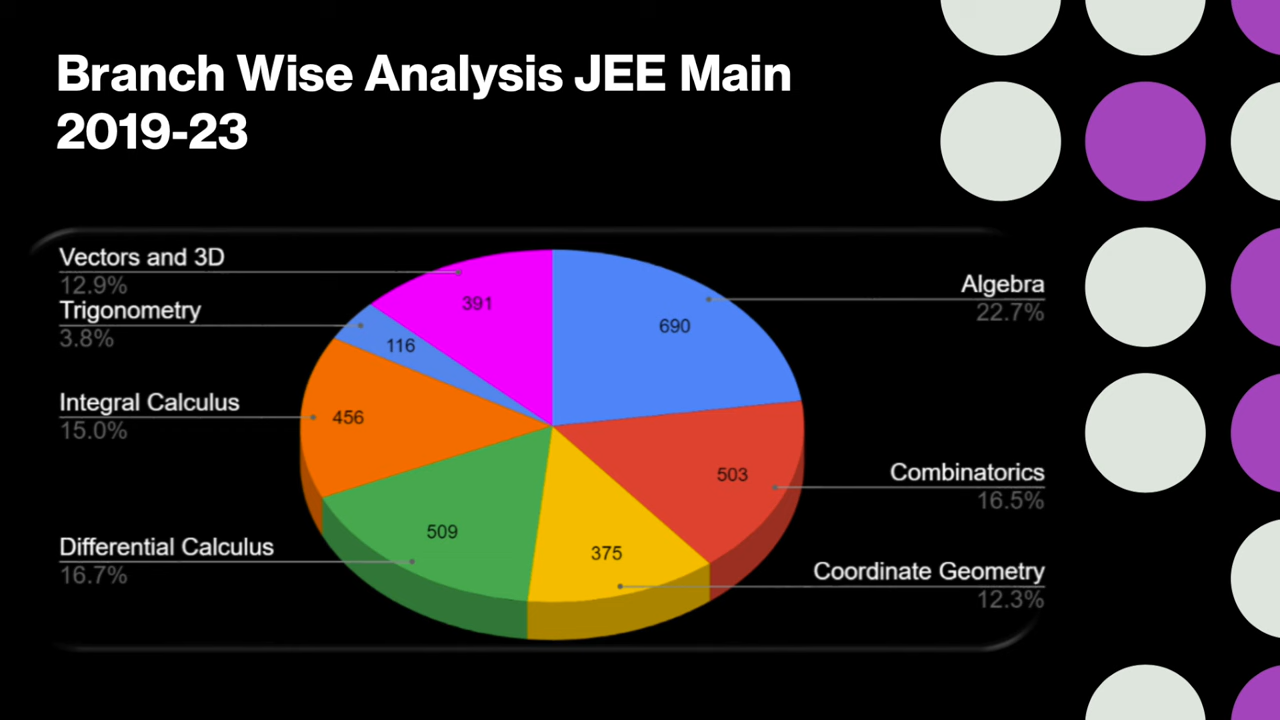 Branch Wise Analysis JEE Main
2019-23
Vectors and 3D
12.9%
Trigonometry
3.8%
Integral Calculus
15.0%
Differential Calculus
16.7%
391
116
456
509
690
503
375
Algebra
22.7%
Combinatorics
16.5%
Coordinate Geometry
12.3%